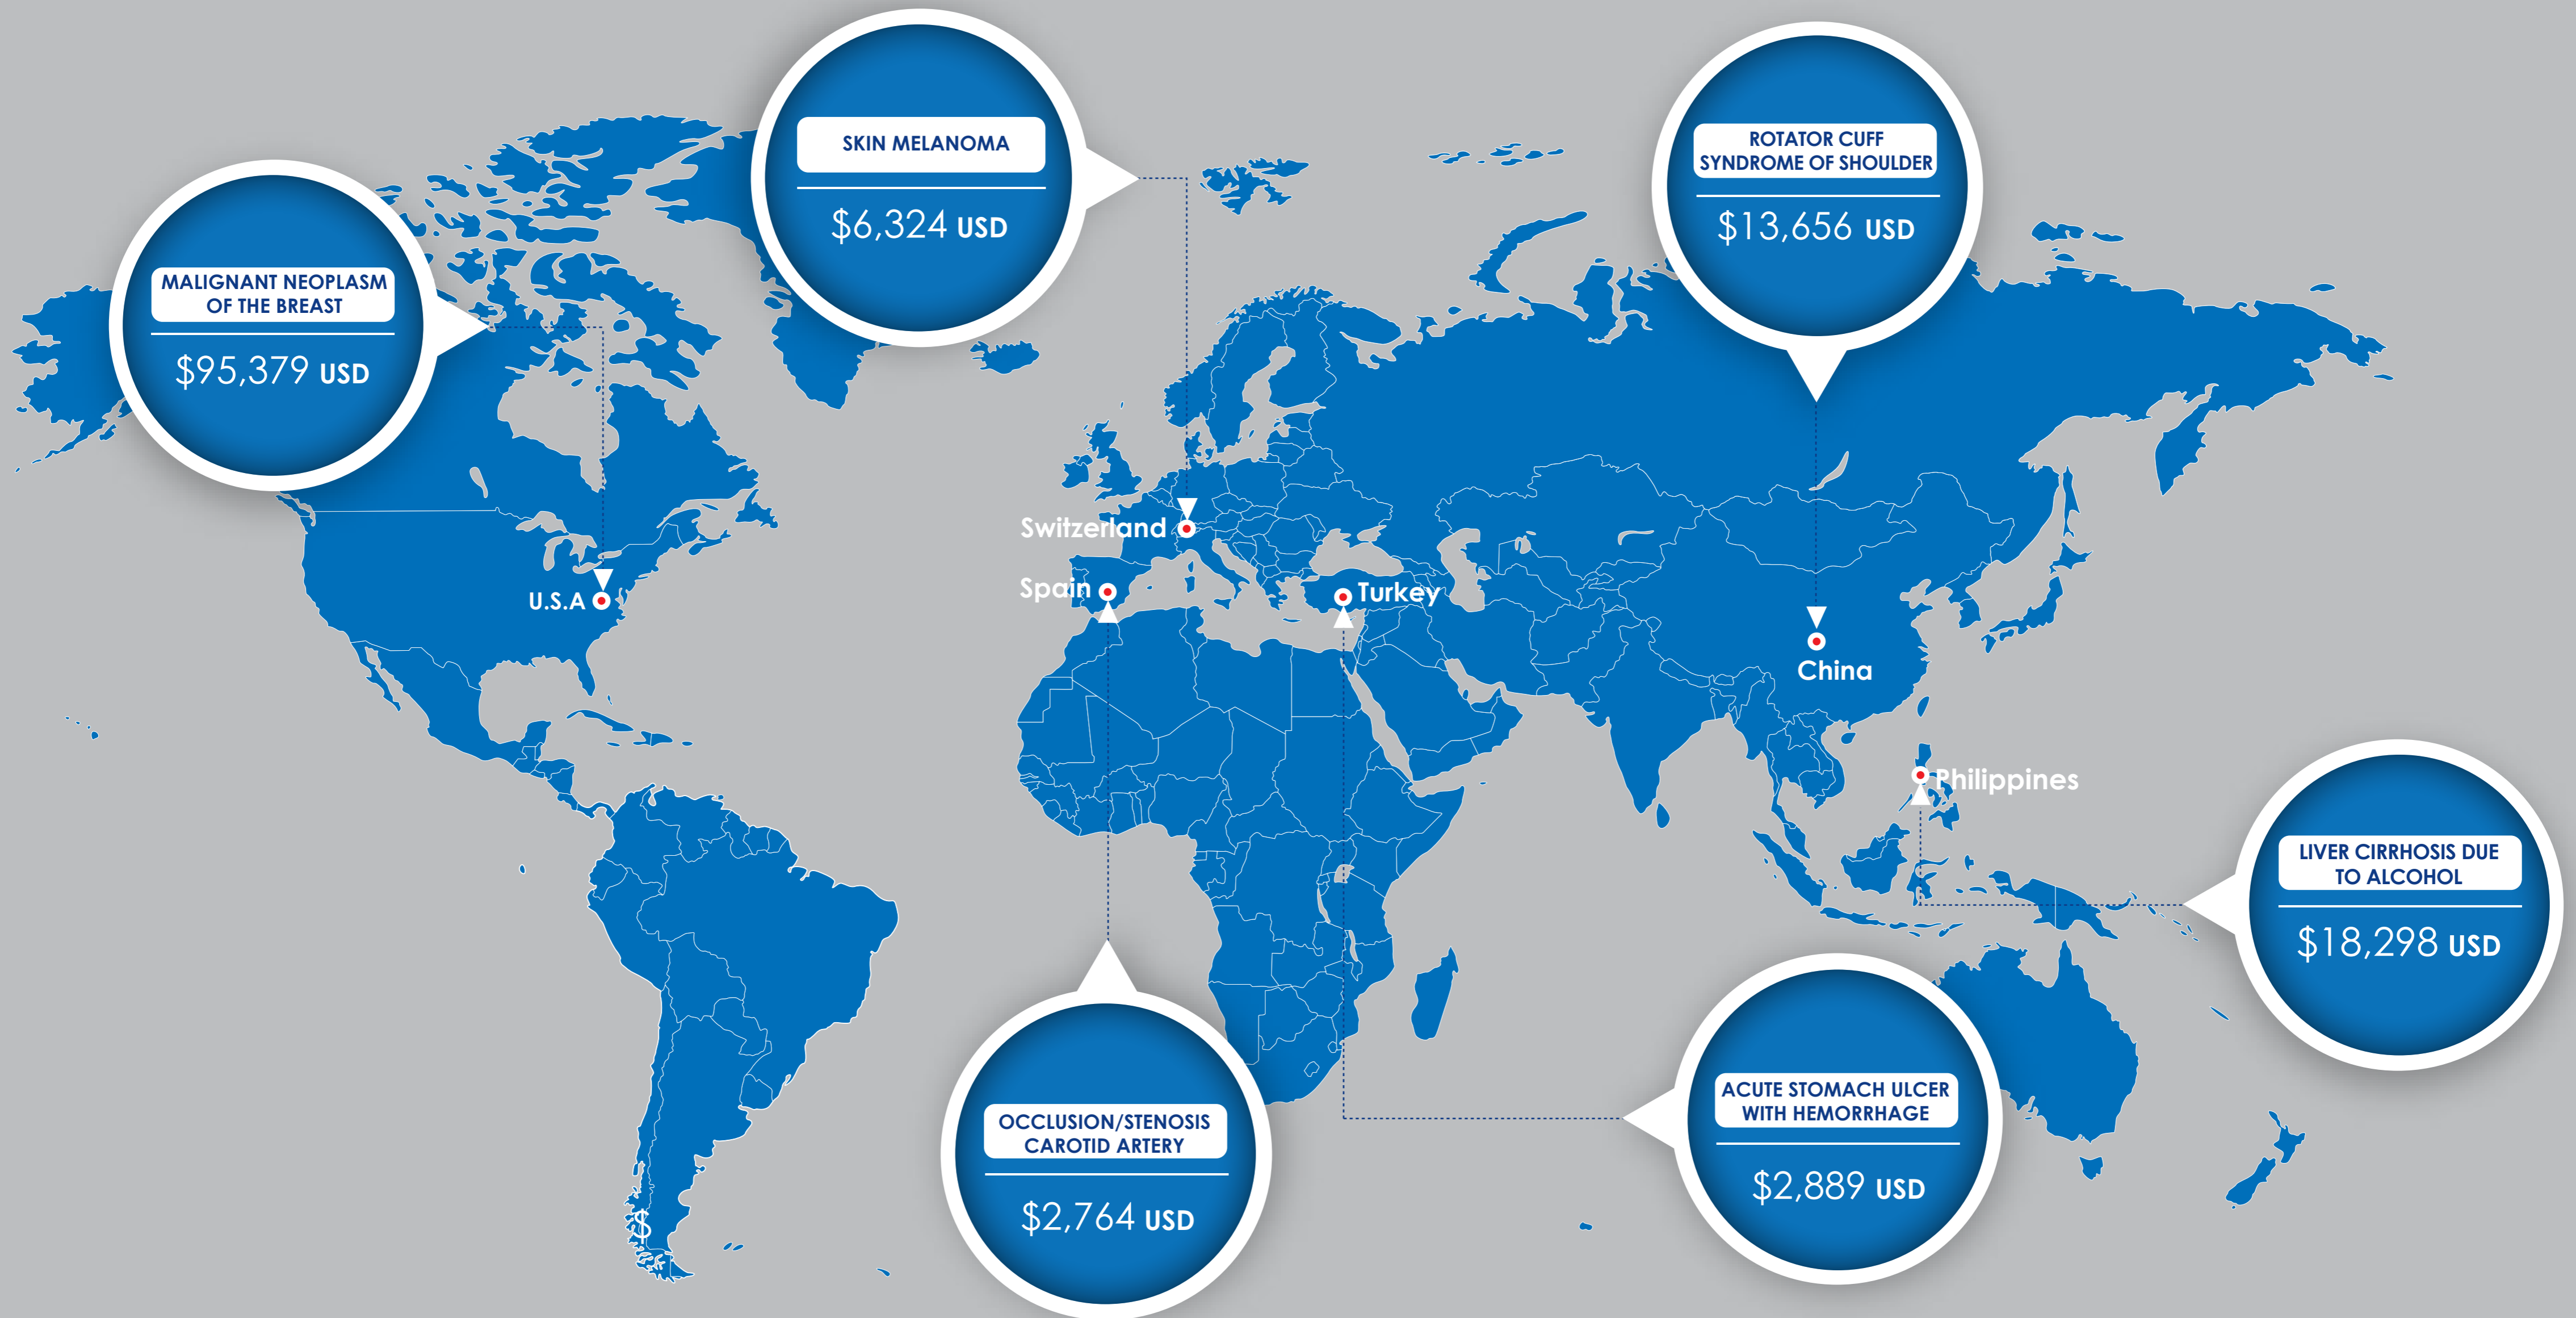 SKIN MELANOMA
$6,324 USD
ROTATOR CUFF
SYNDROME OF SHOULDER
$13,656 USD
MALIGNANT NEOPLASM
OF THE BREAST
$95,379 USD
Switzerland
Spain
Turkey
U.S.A
China
Philippines
LIVER CIRRHOSIS DUE
TO ALCOHOL
$18,298 USD
OCCLUSION/STENOSIS
CAROTID ARTERY
$2,764 USD
ACUTE STOMACH ULCER
WITH HEMORRHAGE
$2,889 USD
$